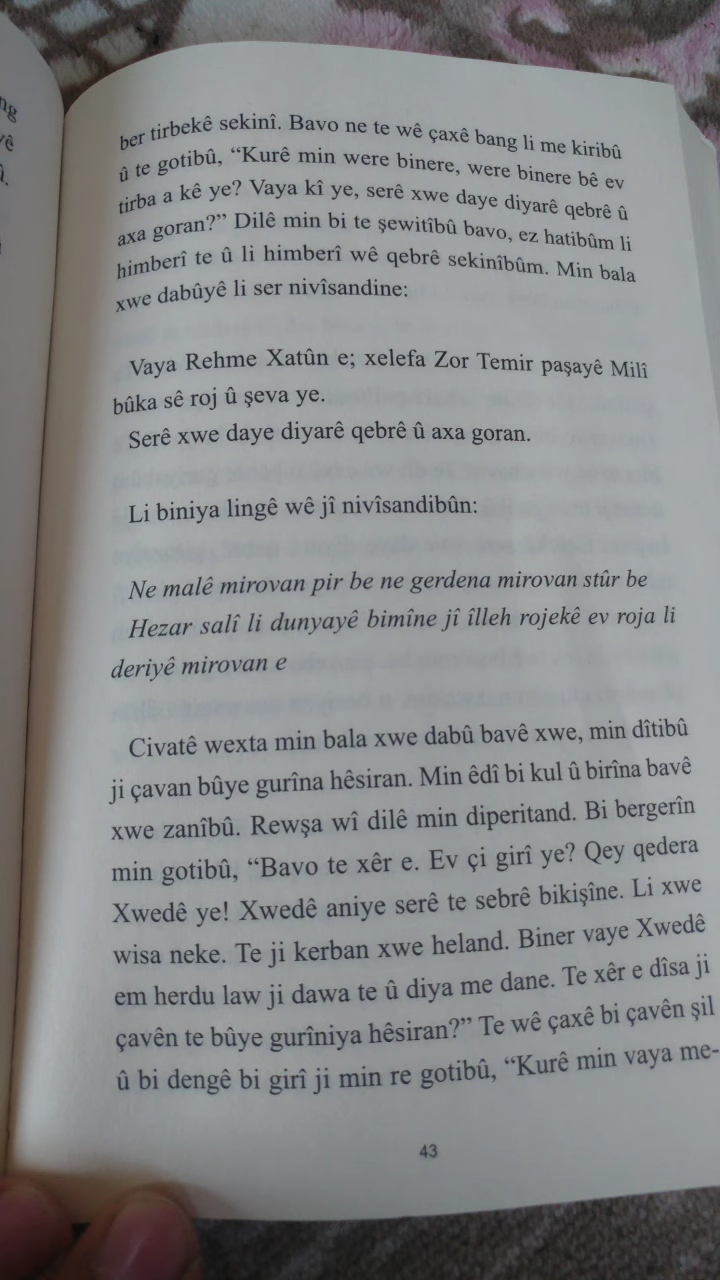 ng
yê
û.
ber tirbekê sekinî. Bavo ne te wê çaxê bang li me kiribû
û te gotibû, “Kurê min were binere, were binere bê ev
tirba a kê ye? Vaya kî ye, serê xwe daye diyarê qebrê û
axa goran?” Dilê min bi te şewitîbû bavo, ez hatibûm li
himberî te û li himberî wê qebrê sekinîbûm. Min bala
xwe dabûyê li ser nivîsandine:
Vaya Rehme Xatûn e; xelefa Zor Temir paşayê Milî
bûka sê roj û şeva ye.
Serê xwe daye diyarê qebrê û axa goran.
Li biniya lingê wê jî nivîsandibûn:
Ne malê mirovan pir be ne gerdena mirovan stûr be
Hezar salî li dunyayê bimîne jî îlleh rojekê ev roja li
deriyê mirovan e
Civatê wexta min bala xwe dabû bavê xwe, min dîtibû
ji çavan bûye gurîna hêsiran. Min êdî bi kul û birîna bavê
xwe zanîbû. Rewşa wî dilê min diperitand. Bi bergerîn
min gotibû, “Bavo te xêr e. Ev çi girî ye? Qey qedera
Xwedê ye! Xwedê aniye serê te sebrê bikişîne. Li xwe
wisa neke. Te ji kerban xwe heland. Biner vaye Xwedê
em herdu law ji dawa te û diya me dane. Te xêr e dîsa ji
çavên te bûye gurîniya hêsiran?” Te wê çaxê bi çavên şil
û bi dengê bi girî ji min re gotibû, “Kurê min vaya me-
43